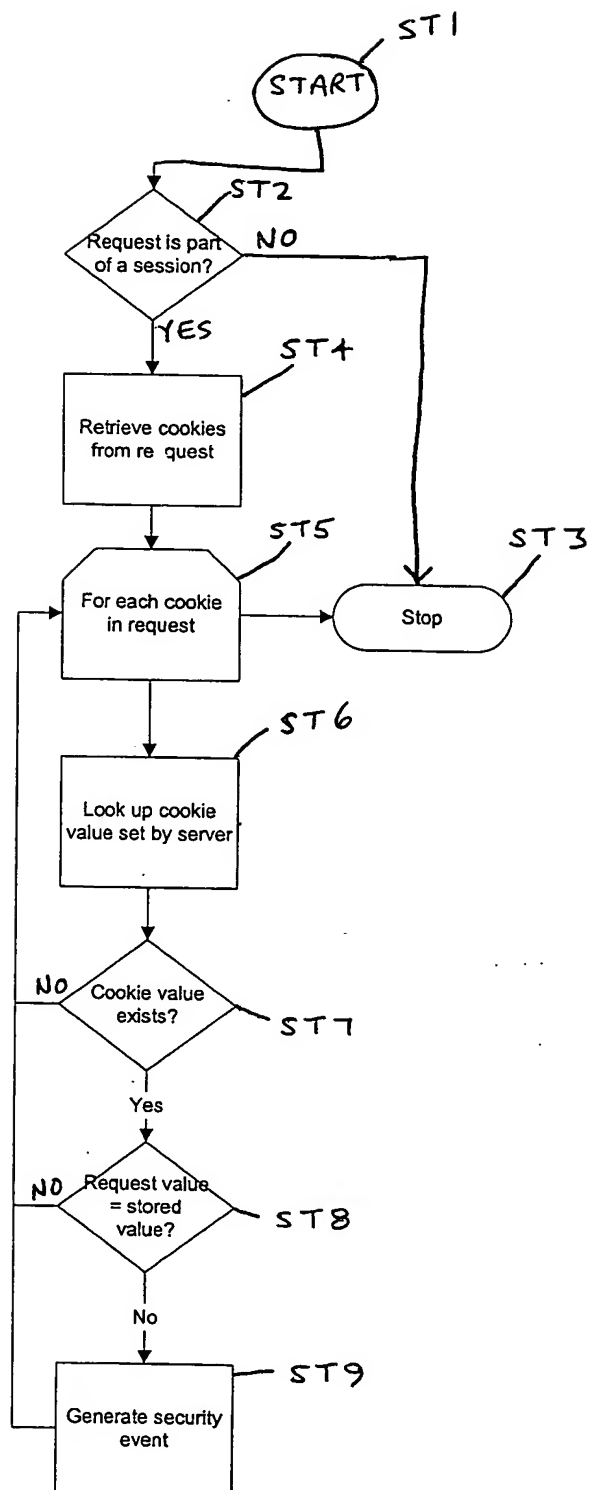 ST1
START
ST2
Request is part
of a session?
NO
YES
ST4
Retrieve cookies
from re quest
ST5
For each cookie
in request
ST3
Stop
ST6
Look up cookie
value set by server
NO
Cookie value
exists?
ST7
Yes
NO
Request value
= stored
value?
ST8
No
ST9
Generate security
event